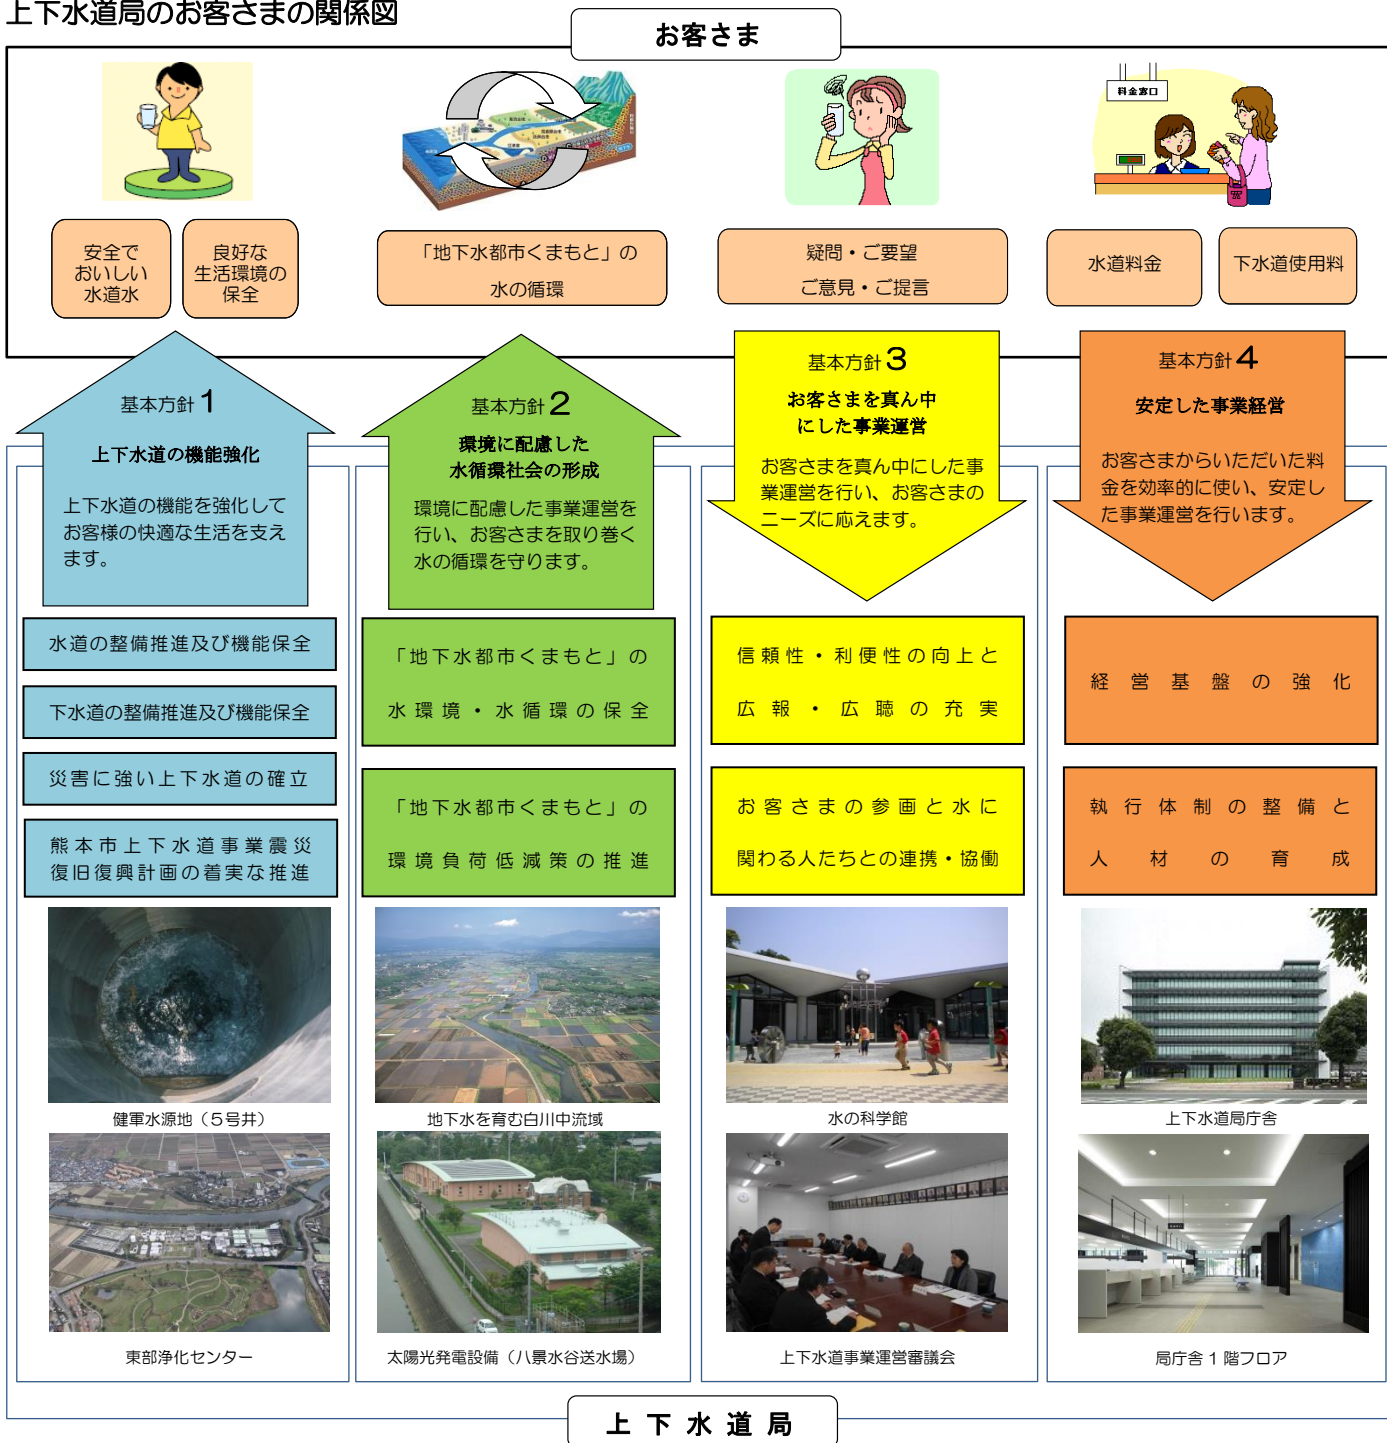 上下水道局のお客さまの関係図
お客さま
料金窓口
安全で
おいしい
水道水
良好な
生活環境の
保全
「地下水都市くまもと」の
水の循環
疑問・ご要望
ご意見・ご提言
水道料金
下水道使用料
基本方針1
上下水道の機能強化
上下水道の機能を強化して
お客様の快適な生活を支え
ます。
基本方針2
環境に配慮した
水循環社会の形成
環境に配慮した事業運営を
行い、お客さまを取り巻く
水の循環を守ります。
基本方針3
お客さまを真ん中
にした事業運営
お客さまを真ん中にした事
業運営を行い、お客さまの
ニーズに応えます。
基本方針4
安定した事業経営
お客さまからいただいた料
金を効率的に使い、安定し
た事業運営を行います。
水道の整備推進及び機能保全
下水道の整備推進及び機能保全
災害に強い上下水道の確立
熊本市上下水道事業震災
復旧復興計画の着実な推進
「地下水都市くまもと」の
水環境・水循環の保全
「地下水都市くまもと」の
環境負荷低減策の推進
信頼性・利便性の向上と
広報・広聴の充実
お客さまの参画と水に
関わる人たちとの連携・協働
経営基盤の強化
執行体制の整備と
人材の育成
健軍水源地（5号井）
地下水を育む白川中流域
水の科学館
上下水道局庁舎
東部浄化センター
太陽光発電設備（八景水谷送水場）
上下水道事業運営審議会
局庁舎1階フロア
上下水道局